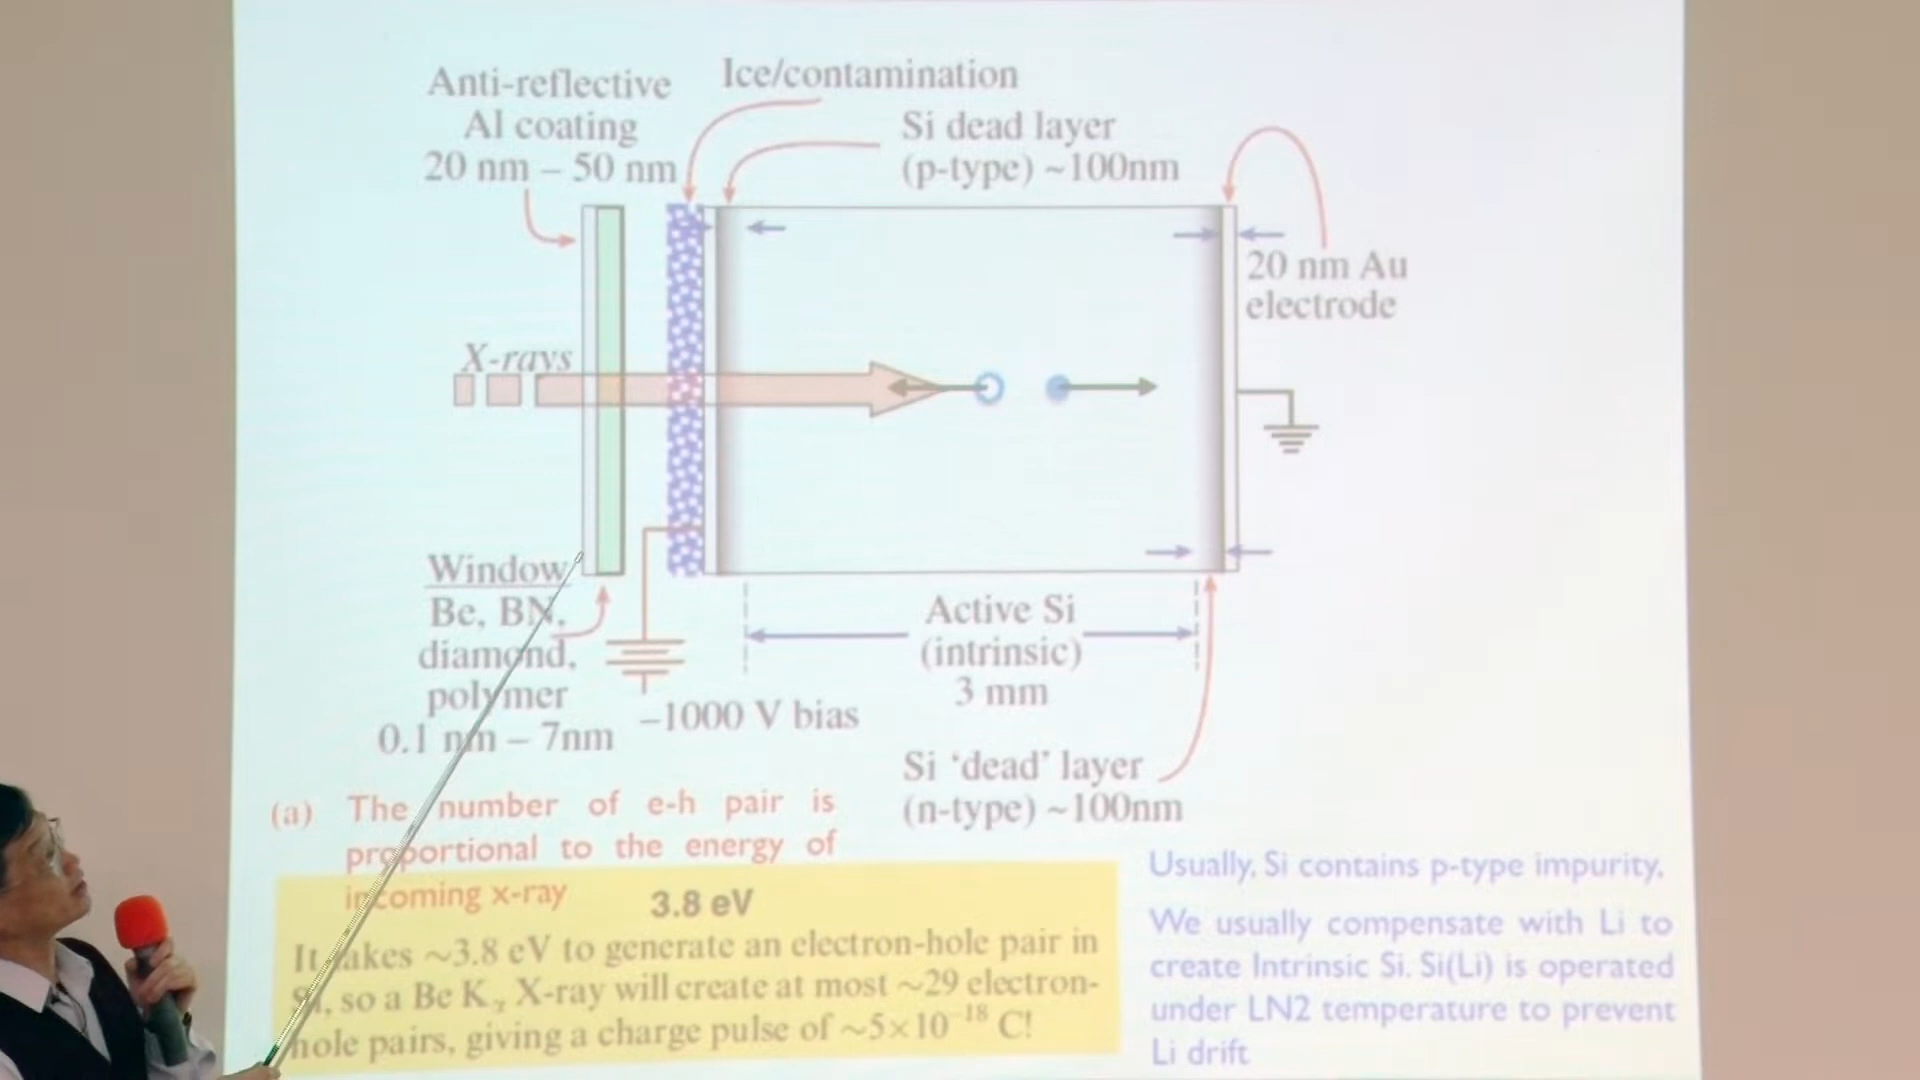 Anti-reflective
Al coating
20 nm – 50 nm
Ice/contamination
Si dead layer
(p-type) ~100nm
20 nm Au
electrode
X-rays
Window
Be, BN,
diamond,
polymer
0.1 nm – 7nm
–1000 V bias
Active Si
(intrinsic)
3 mm
Si ‘dead’ layer
(n-type) ~100nm
(a) The number of e-h pair is
proportional to the energy of
incoming x-ray
3.8 eV
It takes ~3.8 eV to generate an electron-hole pair in
Si, so a Be K X-ray will create at most ~29 electron-
hole pairs, giving a charge pulse of ~5×10⁻¹⁸ C!
Usually, Si contains p-type impurity.
We usually compensate with Li to
create Intrinsic Si. Si(Li) is operated
under LN2 temperature to prevent
Li drift